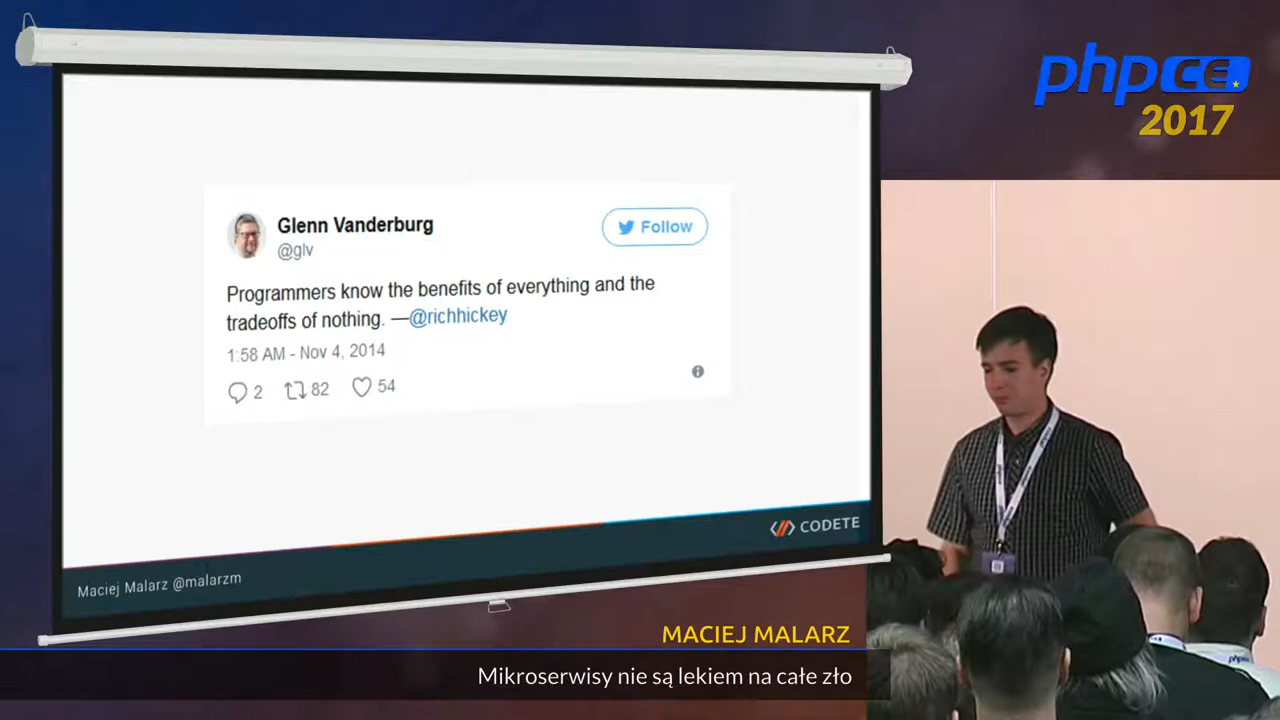 phpCE
2017
Glenn Vanderburg
@glv
Follow
Programmers know the benefits of everything and the
tradeoffs of nothing. —@richhickey
1:58 AM - Nov 4, 2014
2 82 54
CODETE
Maciej Malarz @malarzm
MACIEJ MALARZ
Mikroserwisy nie są lekiem na całe zło
php